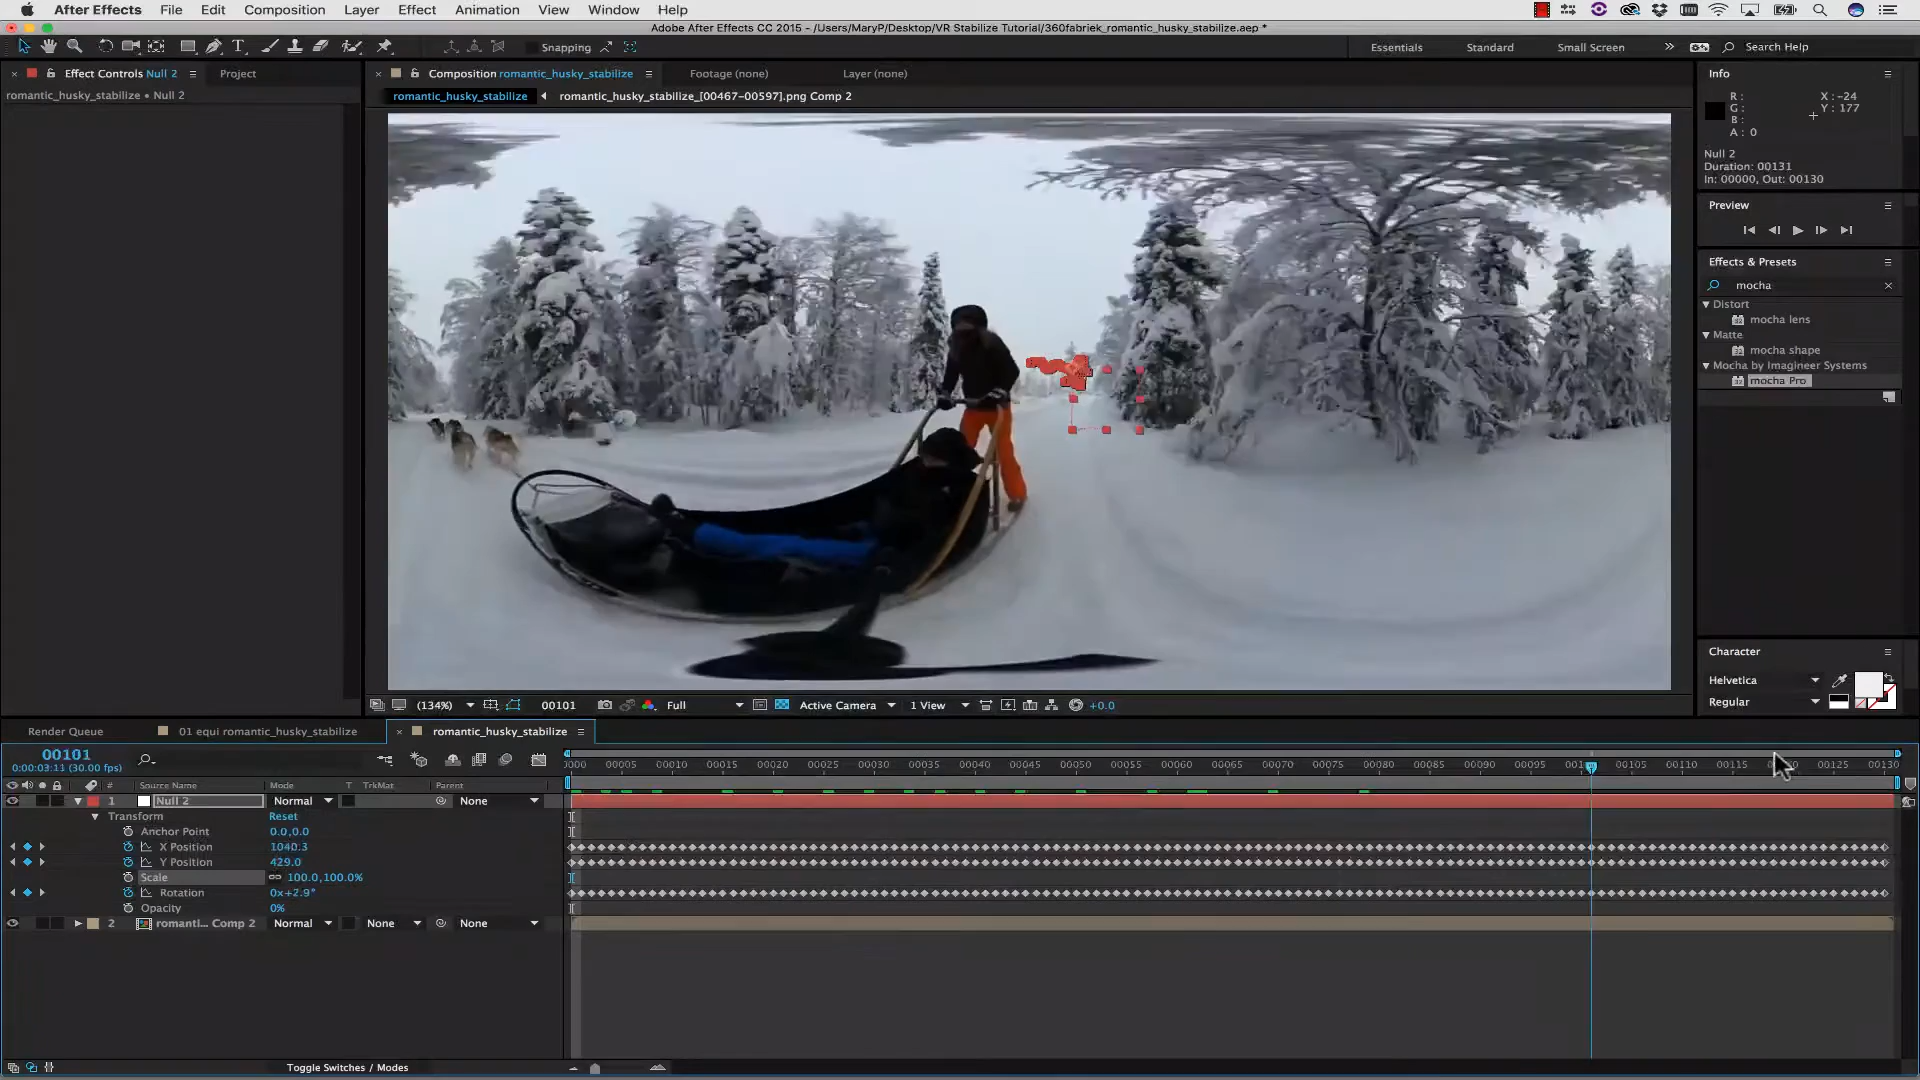 After Effects File Edit Composition Layer Effect Animation View Window Help
Adobe After Effects CC 2015 - /Users/MaryP/Desktop/VR Stabilize Tutorial/360fabriek_romantic_husky_stabilize.aep *
T Snapping Essentials Standard Small Screen » Search Help
× Effect Controls Null 2 Project × Composition romantic_husky_stabilize Footage (none) Layer (none) Info
romantic_husky_stabilize • Null 2 romantic_husky_stabilize romantic_husky_stabilize_[00467-00597].png Comp 2
R : X : -24
G : Y : 177
B :
A : 0
Null 2
Duration: 00131
In: 00000, Out: 00130
Preview
Effects & Presets
mocha ×
Distort
mocha lens
Matte
mocha shape
Mocha by Imagineer Systems
mocha Pro
Character
Helvetica
Regular
(134%) 00101 Full Active Camera 1 View +0.0
Render Queue 01 equi romantic_husky_stabilize × romantic_husky_stabilize
00101
0:00:03:11 (30.00 fps)
00005 00010 00015 00020 00025 00030 00035 00040 00045 00050 00055 00060 00065 00070 00075 00080 00085 00090 00095 00105 00110 00115 00125 00130
# Source Name Mode T TrkMat Parent
1 Null 2 Normal None
Transform Reset
Anchor Point 0.0,0.0
X Position 1040.3
Y Position 429.0
Scale 100.0,100.0%
Rotation 0x+2.9°
Opacity 0%
2 romanti... Comp 2 Normal None None
Toggle Switches / Modes